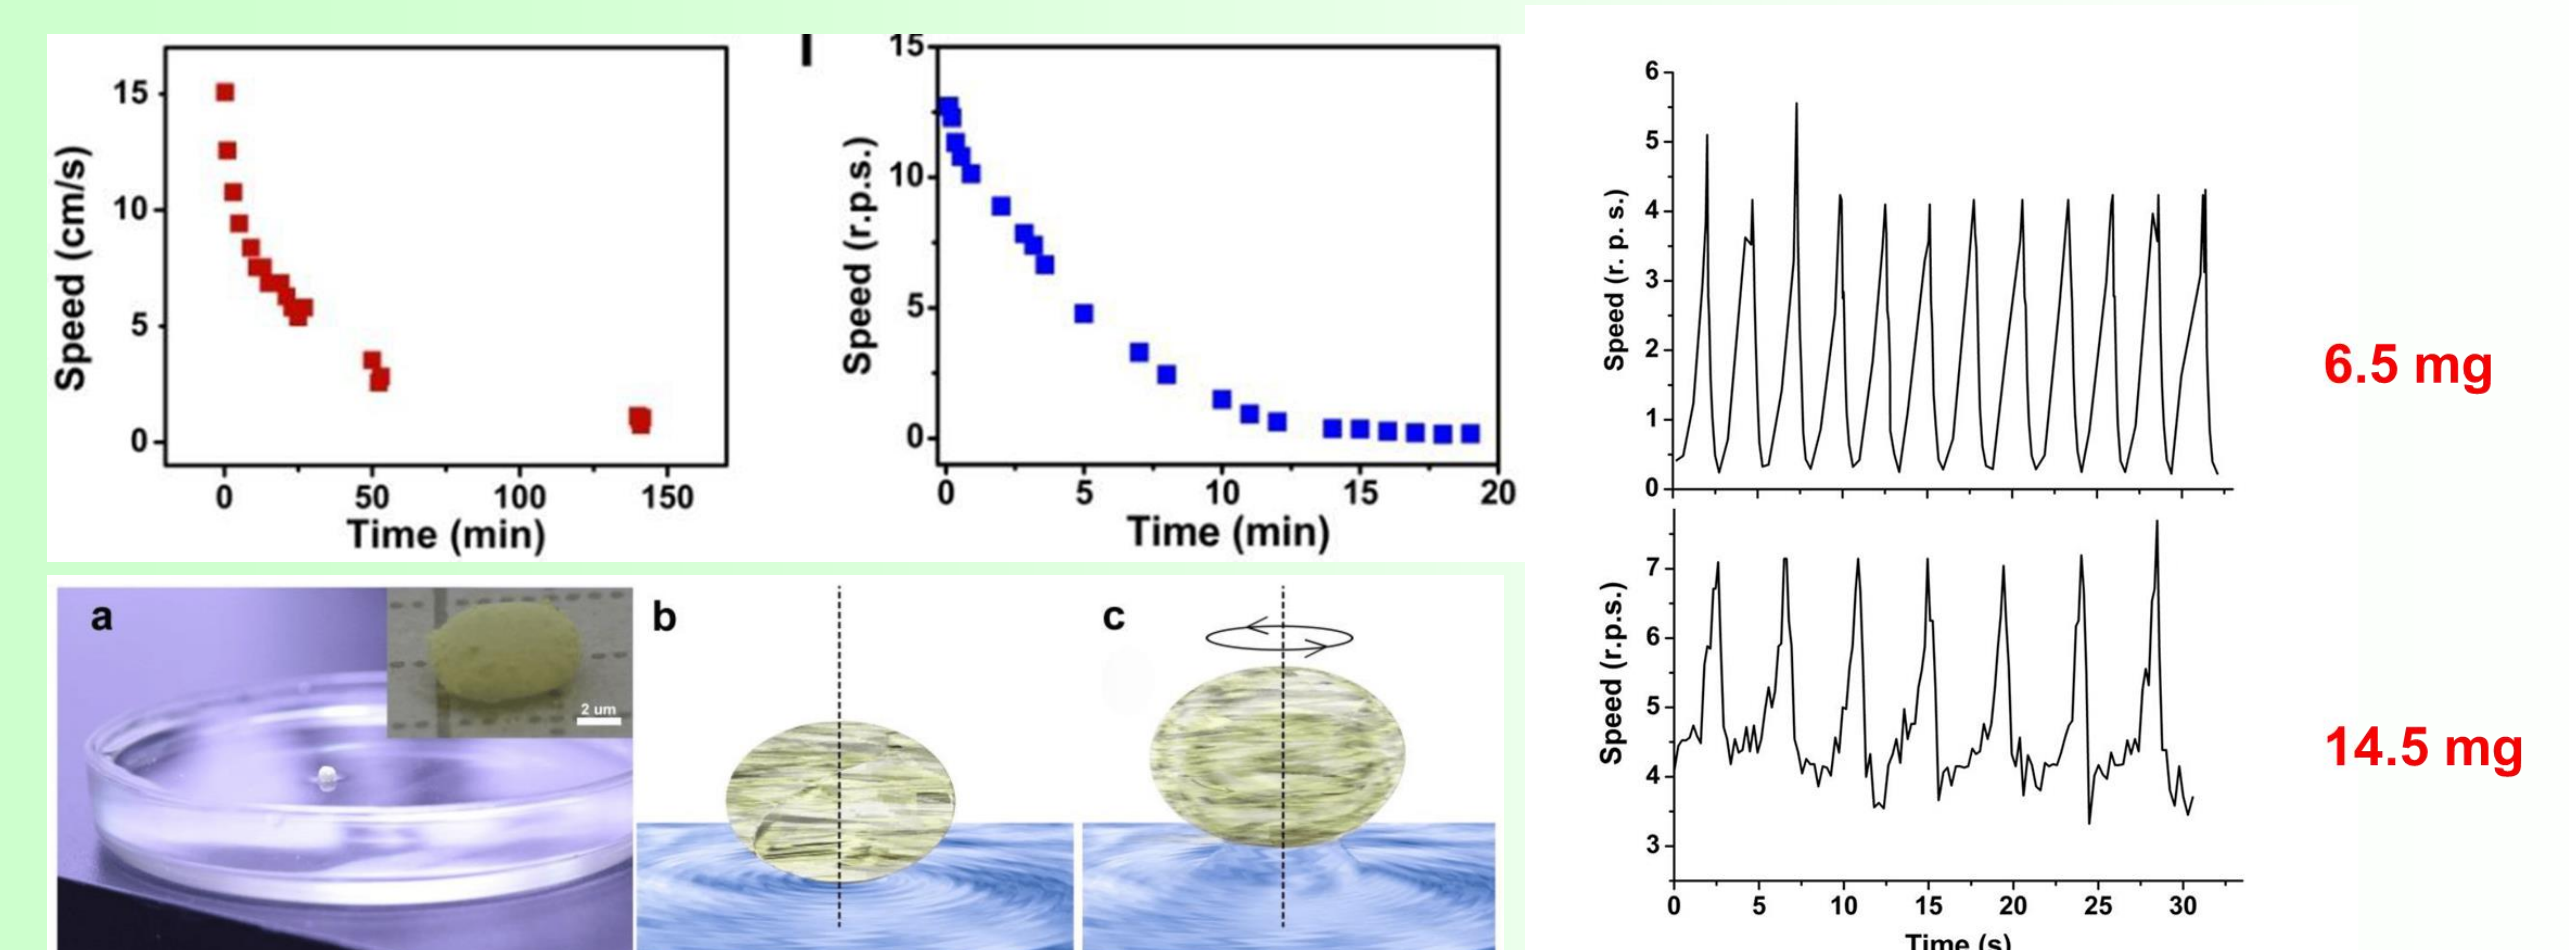 Speed (cm/s)
15
10
5
0
0 50 100 150
Time (min)
Speed (r.p.s.)
15
10
5
0
0 5 10 15 20
Time (min)
a
2 um
b
c
Speed (r. p. s.)
6
5
4
3
2
1
0
6.5 mg
Speed (r.p.s.)
7
6
5
4
3
0 5 10 15 20 25 30
Time (s)
14.5 mg